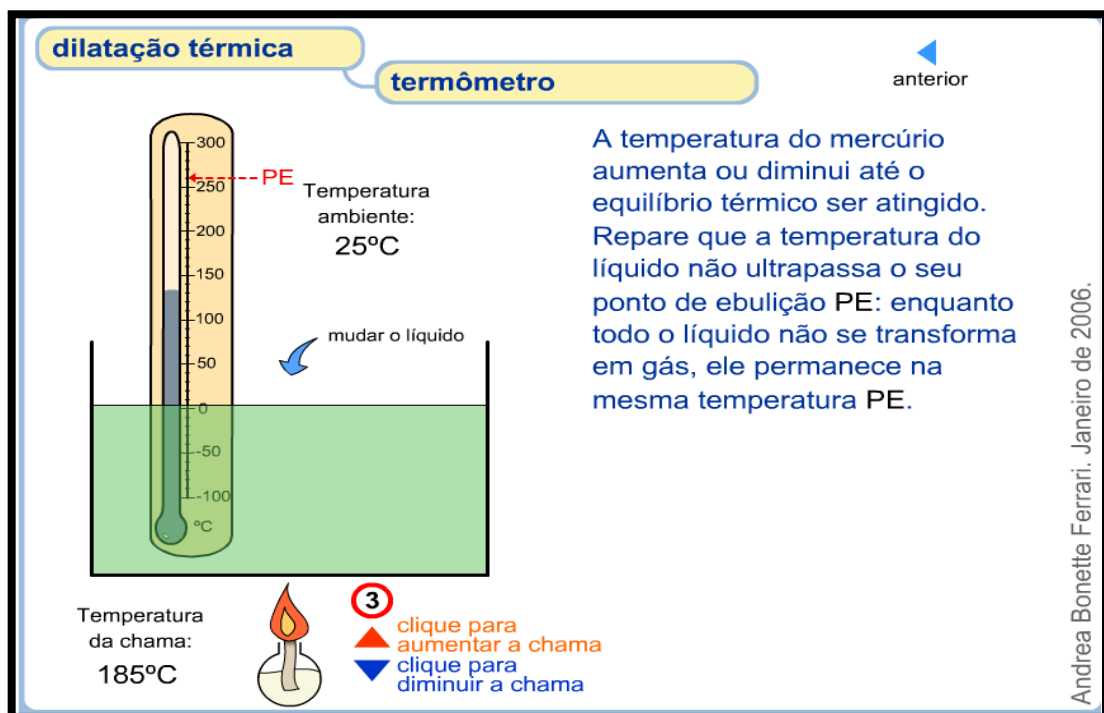 dilatação térmica
termômetro
anterior
A temperatura do mercúrio
aumenta ou diminui até o
equilíbrio térmico ser atingido.
Repare que a temperatura do
líquido não ultrapassa o seu
ponto de ebulição PE: enquanto
todo o líquido não se transforma
em gás, ele permanece na
mesma temperatura PE.
300
250
200
150
100
50
0
-50
-100
ºC
PE
Temperatura
ambiente:
25ºC
mudar o líquido
Temperatura
da chama:
185ºC
3
clique para
aumentar a chama
clique para
diminuir a chama
Andrea Bonette Ferrari. Janeiro de 2006.